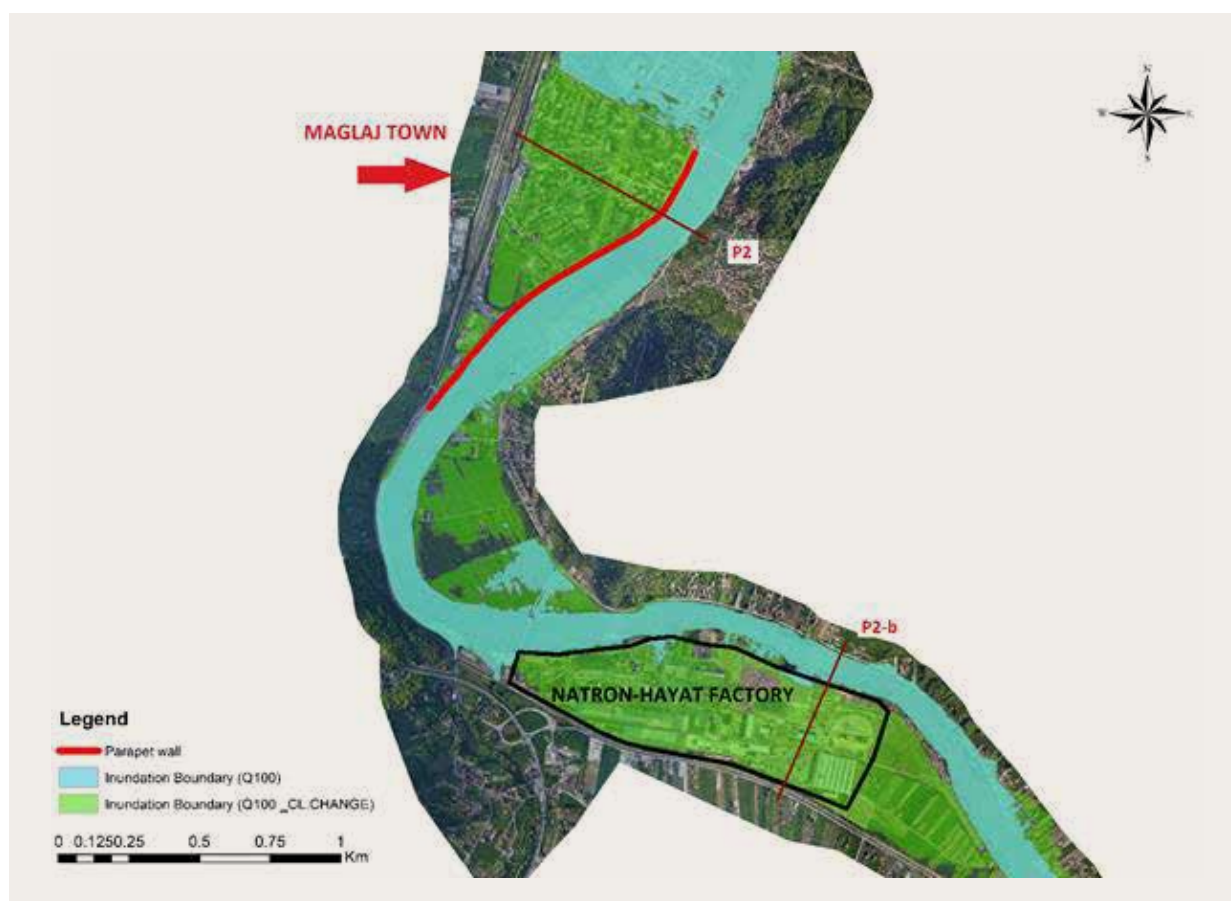 N
W
E
S
MAGLAJ TOWN
P2
P2-b
NATRON-HAYAT FACTORY
Legend
Parapet wall
Inundation Boundary (Q100)
Inundation Boundary (Q100 _CL.CHANGE)
0 0.1250.25 0.5 0.75 1
Km